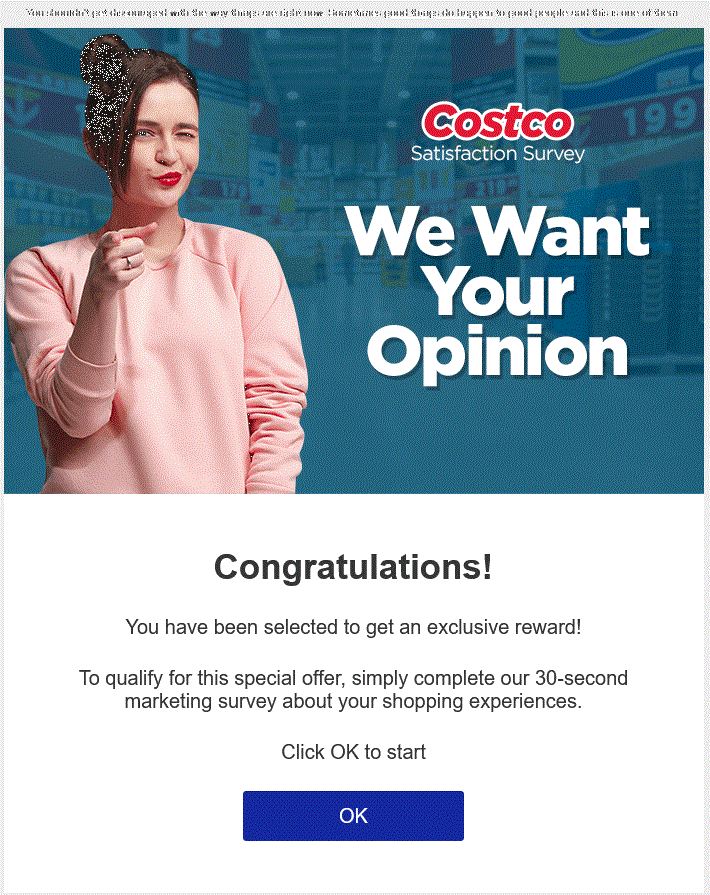 You shouldn't get discouraged with the way things are right now. Sometimes good things do happen to good people and this is one of them
Costco
Satisfaction Survey
199
We Want
Your
Opinion
Congratulations!
You have been selected to get an exclusive reward!
To qualify for this special offer, simply complete our 30-second
marketing survey about your shopping experiences.
Click OK to start
OK